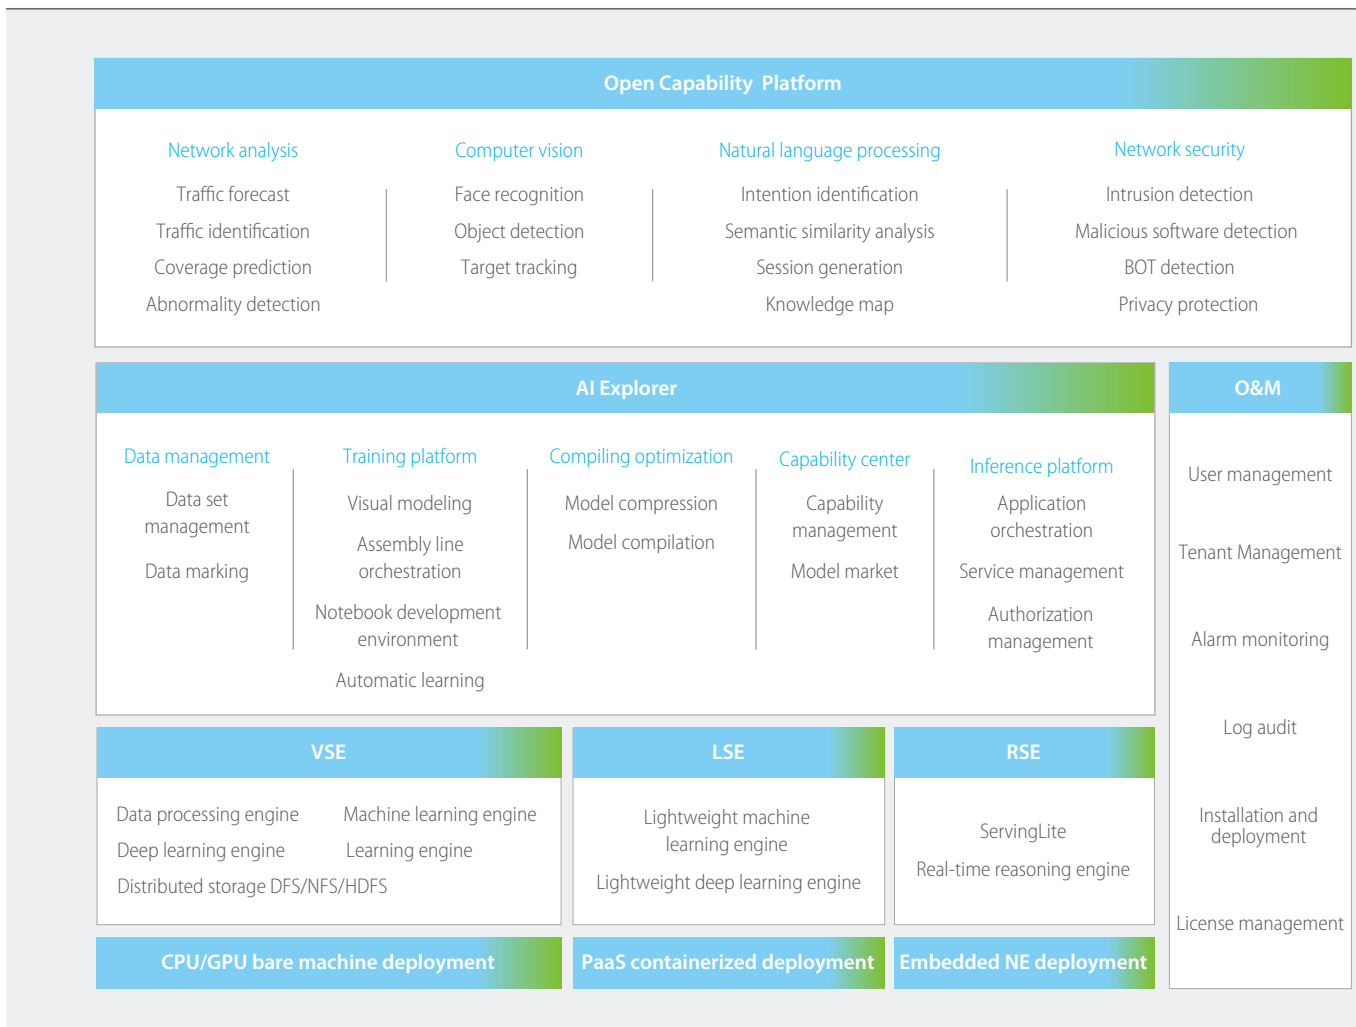 Open Capability Platform
Network analysis
Traffic forecast
Traffic identification
Coverage prediction
Abnormality detection
Computer vision
Face recognition
Object detection
Target tracking
Natural language processing
Intention identification
Semantic similarity analysis
Session generation
Knowledge map
Network security
Intrusion detection
Malicious software detection
BOT detection
Privacy protection
AI Explorer
Data management
Data set
management
Data marking
Training platform
Visual modeling
Assembly line
orchestration
Notebook development
environment
Automatic learning
Compiling optimization
Model compression
Model compilation
Capability center
Capability
management
Model market
Inference platform
Application
orchestration
Service management
Authorization
management
O&M
User management
Tenant Management
Alarm monitoring
Log audit
Installation and
deployment
License management
VSE
Data processing engine
Machine learning engine
Deep learning engine
Learning engine
Distributed storage DFS/NFS/HDFS
LSE
Lightweight machine
learning engine
Lightweight deep learning engine
RSE
ServingLite
Real-time reasoning engine
CPU/GPU bare machine deployment
PaaS containerized deployment
Embedded NE deployment